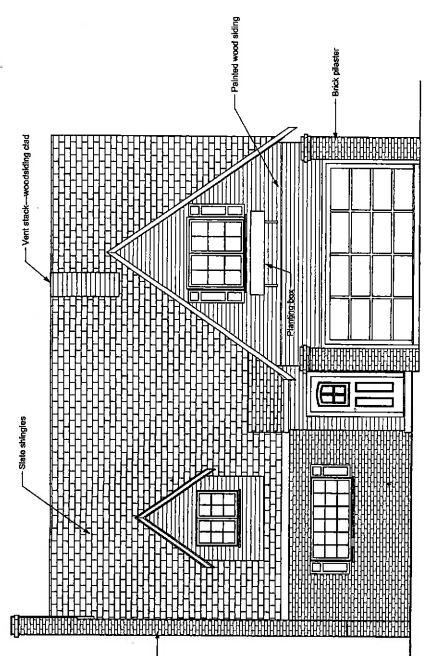 Slate shingles
Vent stack—woodsiding clad
Painted wood siding
Brick pilaster
Planting box